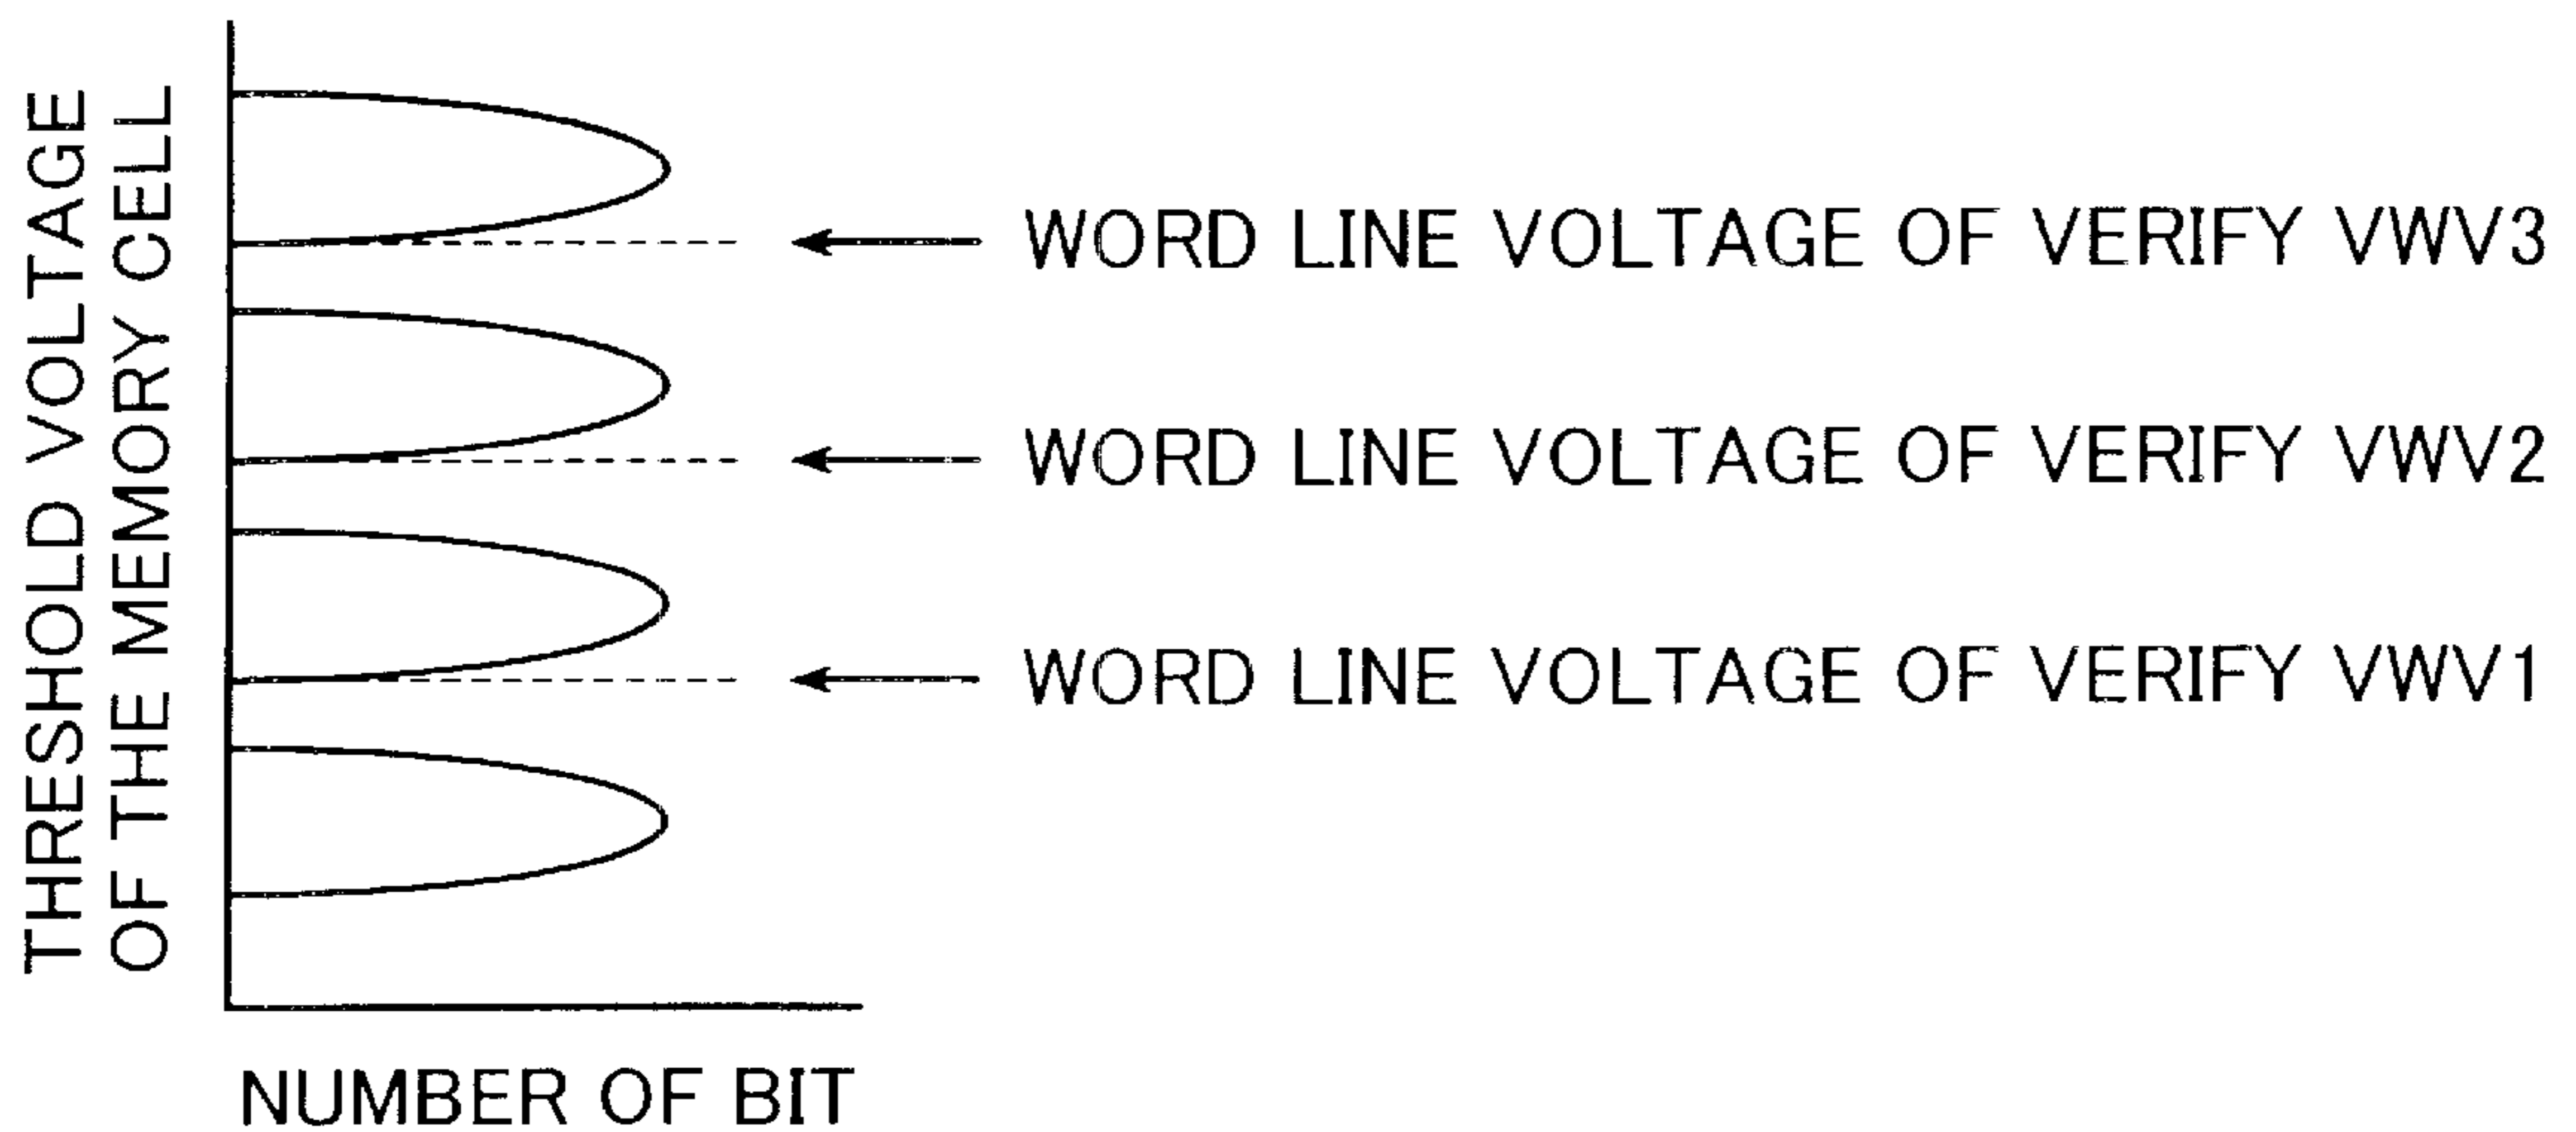 THRESHOLD VOLTAGE
OF THE MEMORY CELL
WORD LINE VOLTAGE OF VERIFY VWV3
WORD LINE VOLTAGE OF VERIFY VWV2
WORD LINE VOLTAGE OF VERIFY VWV1
NUMBER OF BIT